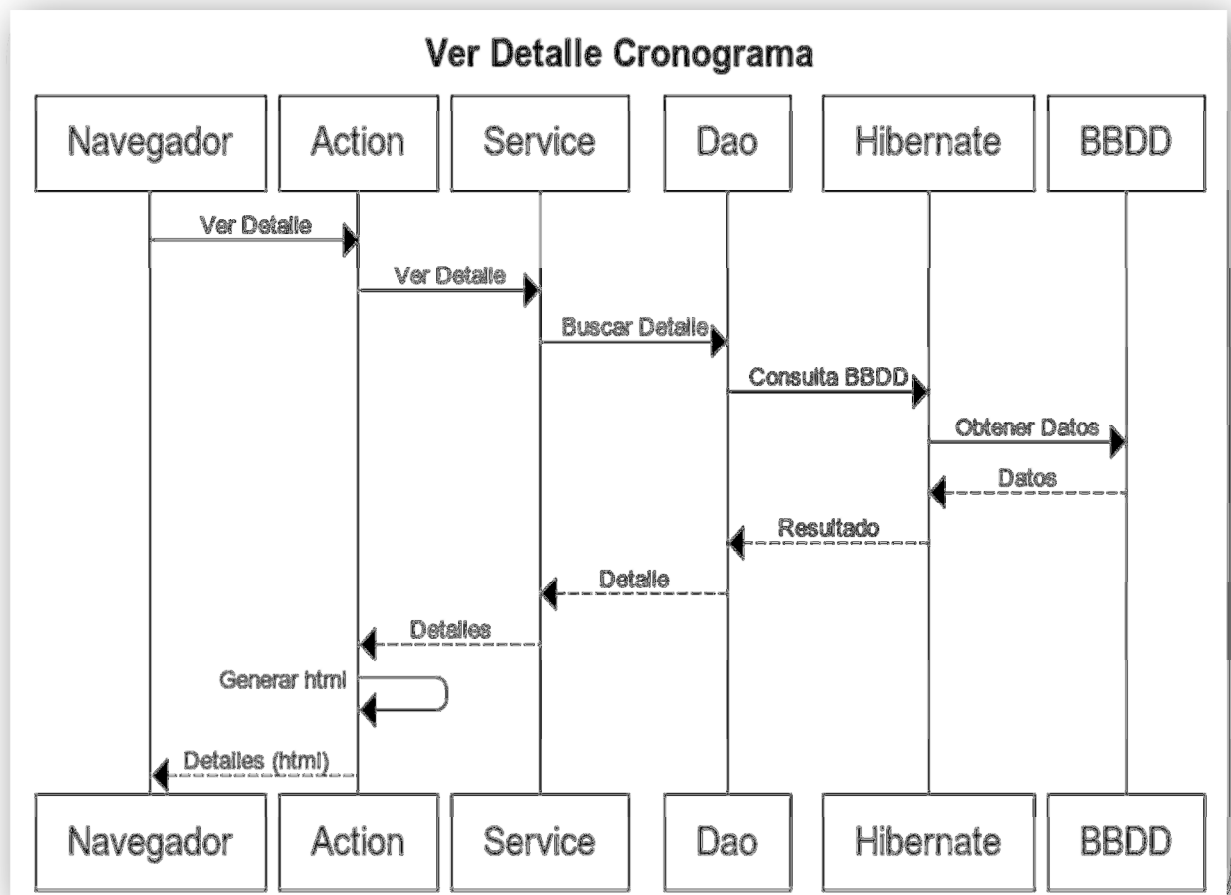 Ver Detalle Cronograma
Navegador Action Service Dao Hibernate BBDD
Ver Detalle
Ver Detalle
Buscar Detalle
Consulta BBDD
Obtener Datos
Datos
Resultado
Detalle
Detalles
Generar html
Detalles (html)
Navegador Action Service Dao Hibernate BBDD